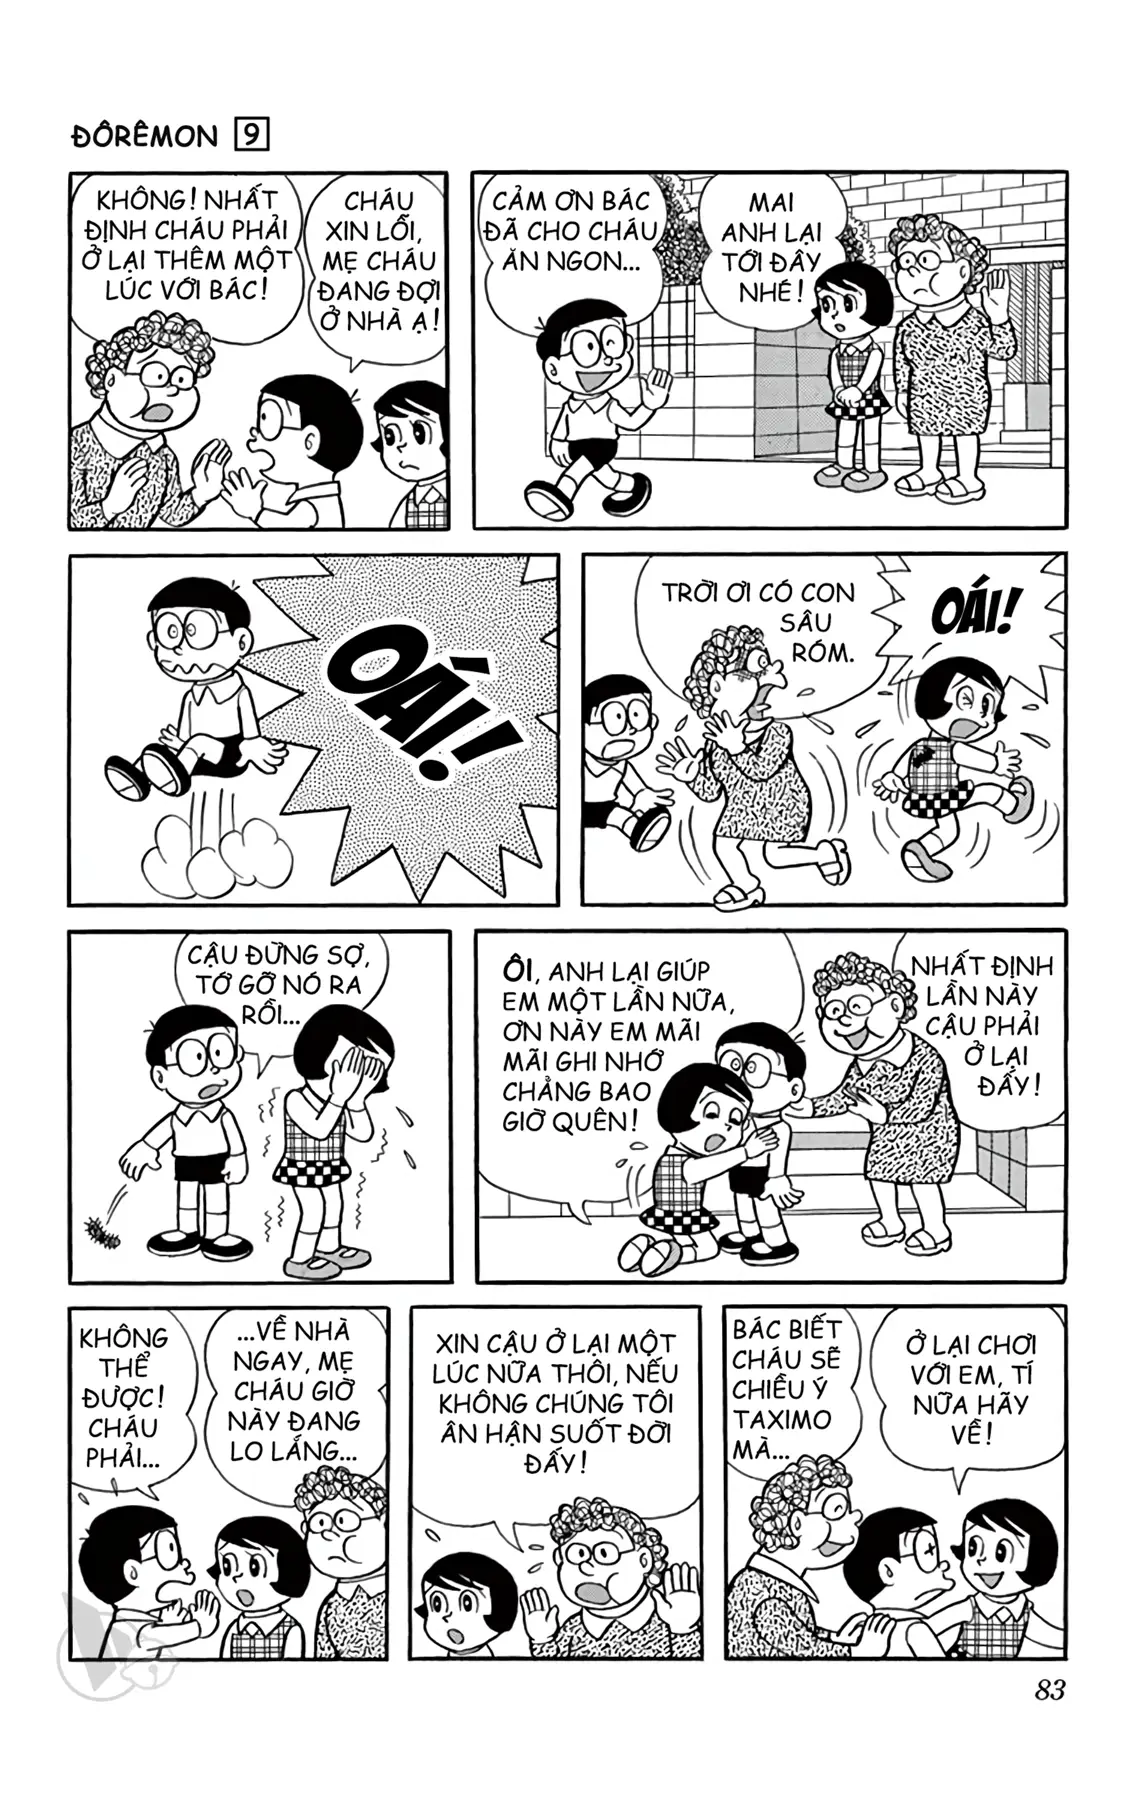 ĐÔRÊMON 9
KHÔNG! NHẤT
ĐỊNH CHÁU PHẢI
Ở LẠI THÊM MỘT
LÚC VỚI BÁC!
CHÁU
XIN LỖI,
MẸ CHÁU
ĐANG ĐỢI
Ở NHÀ Ạ!
CẢM ƠN BÁC
ĐÃ CHO CHÁU
ĂN NGON...
MAI
ANH LẠI
TỚI ĐÂY
NHÉ!
OÁI!
TRỜI ƠI CÓ CON
SÂU
RÓM.
OÁI!
CẬU ĐỪNG SỢ,
TỚ GỠ NÓ RA
RỒI...
ÔI, ANH LẠI GIÚP
EM MỘT LẦN NỮA,
ƠN NÀY EM MÃI
MÃI GHI NHỚ
CHẲNG BAO
GIỜ QUÊN!
NHẤT ĐỊNH
LẦN NÀY
CẬU PHẢI
Ở LẠI
ĐẤY!
KHÔNG
THỂ
ĐƯỢC!
CHÁU
PHẢI...
...VỀ NHÀ
NGAY, MẸ
CHÁU GIỜ
NÀY ĐANG
LO LẮNG...
XIN CẬU Ở LẠI MỘT
LÚC NỮA THÔI, NẾU
KHÔNG CHÚNG TÔI
ÂN HẬN SUỐT ĐỜI
ĐẤY!
BÁC BIẾT
CHÁU SẼ
CHIỀU Ý
TAXIMO
MÀ...
Ở LẠI CHƠI
VỚI EM, TÍ
NỮA HÃY
VỀ!
83